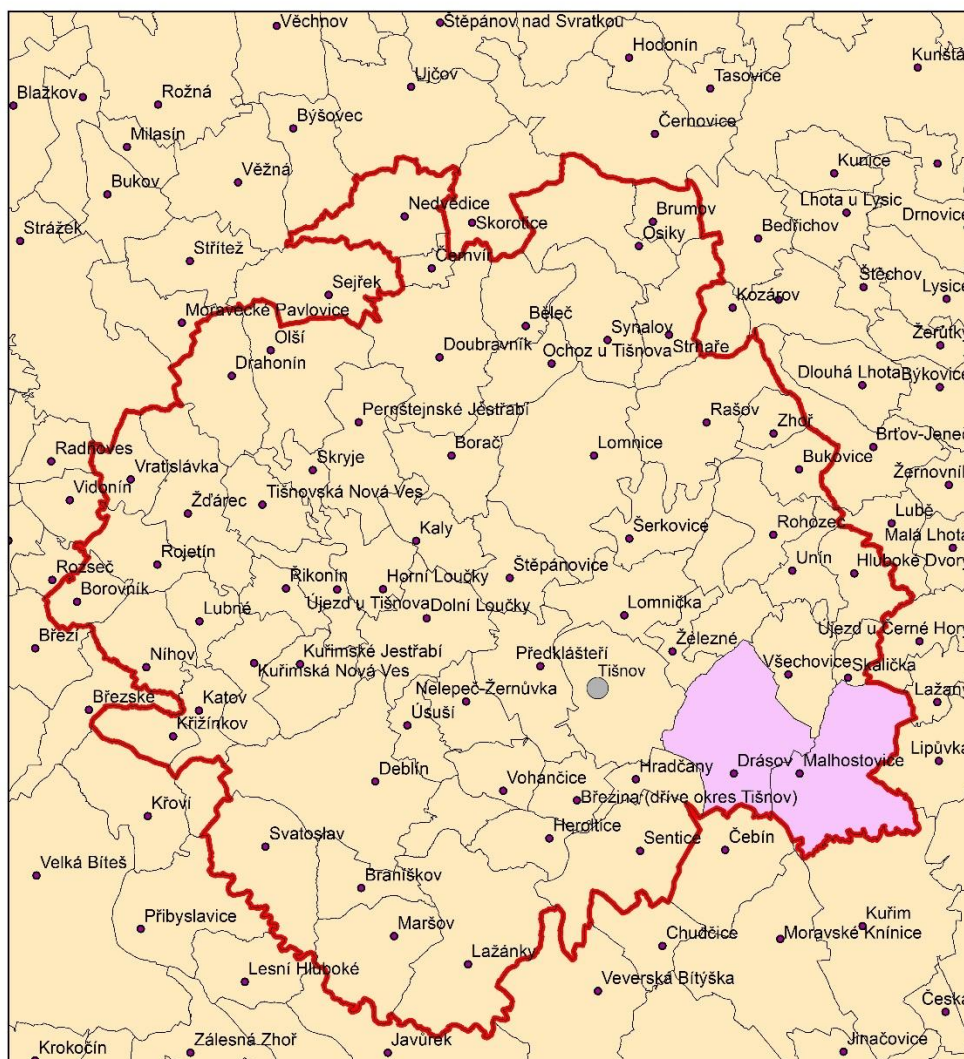 Věchnov
Štěpánov nad Svratkou
Hodonín
Kunštá
Ujčov
Tasovice
Blažkov
Rožná
Býšovec
Černovice
Milasín
Kunice
Věžná
Bukov
Nedvědice
Skorotice
Brumov
Lhota u Lysic
Drnovice
Bedřichov
Strážek
Osiky
Střítež
Černvír
Štěchov
Sejřek
Lysice
Kozárov
Moravecké Pavlovice
Běleč
Synalov
Strhaře
Žerůtky
Olší
Doubravník
Ochoz u Tišnova
Drahonín
Dlouhá Lhota
Býkovice
Pernštejnské Jestřabí
Rašov
Zhoř
Borač
Lomnice
Brťov-Jeneč
Radňoves
Vratislávka
Skryje
Bukovice
Žernovník
Vidonín
Žďárec
Tišnovská Nová Ves
Lubě
Kaly
Šerkovice
Rohozec
Malá Lhota
Rojetín
Unín
Hluboké Dvory
Rozseč
Borovník
Řikonín
Horní Loučky
Štěpánovice
Újezd u Tišnova
Dolní Loučky
Lubné
Lomnička
Újezd u Černé Hory
Březí
Níhov
Kuřimské Jestřabí
Kuřimská Nová Ves
Předklášteří
Železné
Tišnov
Všechovice
Skalička
Březské
Katov
Nelepeč-Žernůvka
Lažany
Křižínkov
Úsuší
Lipůvka
Deblín
Vohančice
Hradčany
Drásov
Malhostovice
Březina (dříve okres Tišnov)
Křoví
Heroltice
Svatoslav
Sentice
Čebín
Velká Bíteš
Braniškov
Přibyslavice
Maršov
Kuřim
Chudčice
Moravské Knínice
Lažánky
Lesní Hluboké
Veverská Bítýška
Česká
Zálesná Zhoř
Javůrek
Jinačovice
Krokočín